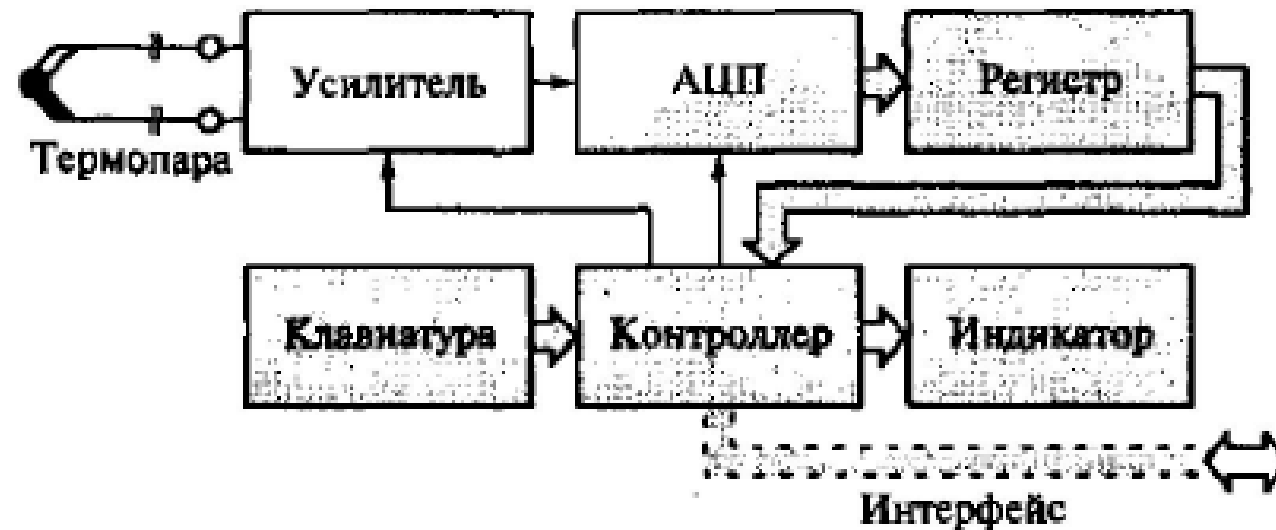 Усилитель
АЦП
Регистр
Термопара
Клавиатура
Контроллер
Индикатор
Интерфейс